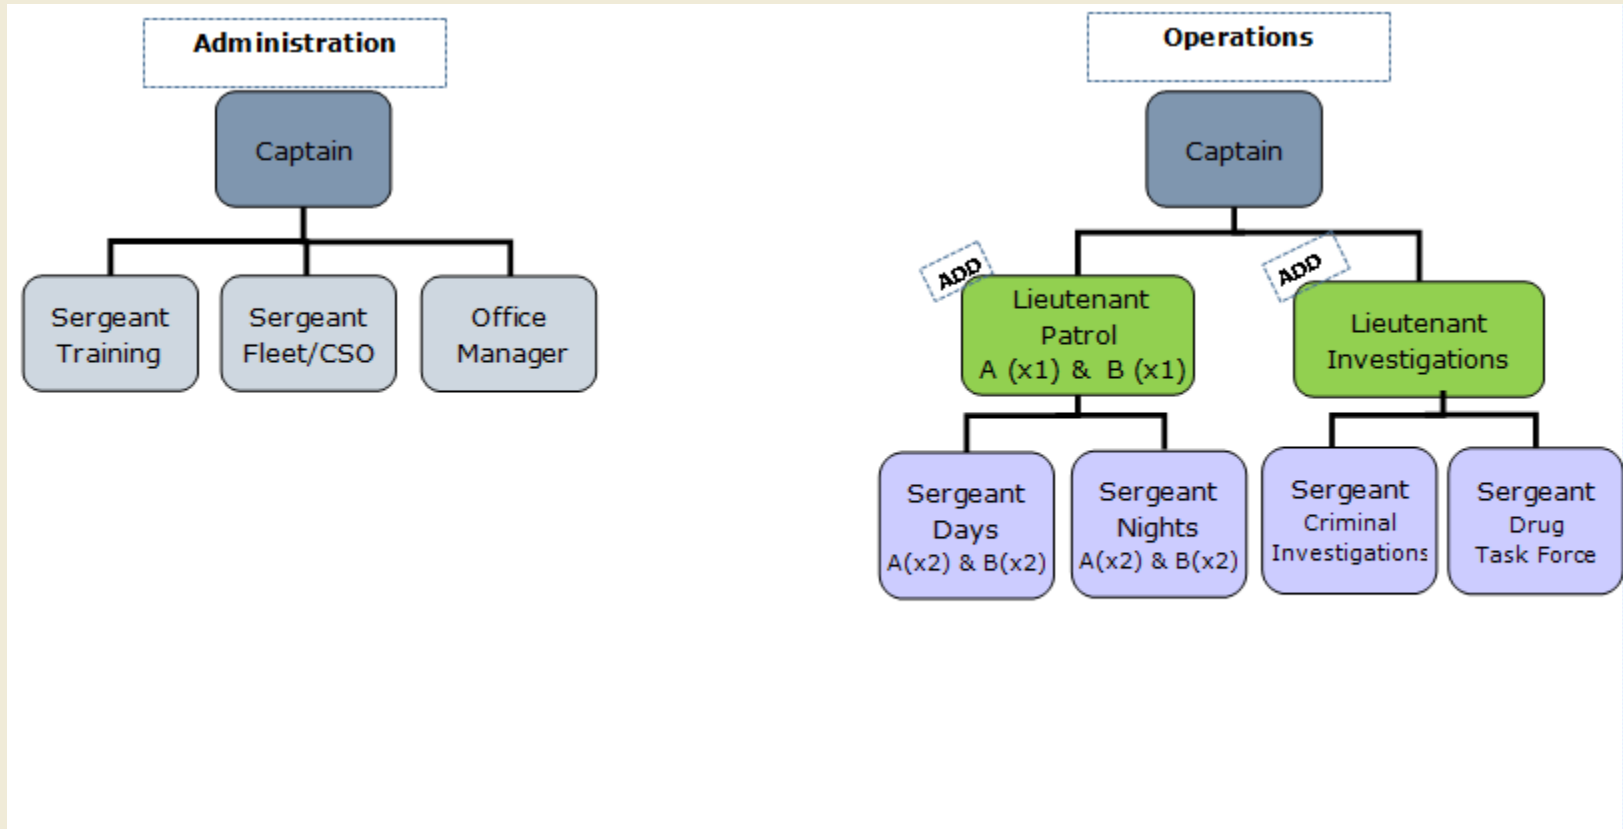 Administration
Captain
Sergeant
Training
Sergeant
Fleet/CSO
Office
Manager
Operations
Captain
ADD
Lieutenant
Patrol
A (x1) & B (x1)
ADD
Lieutenant
Investigations
Sergeant
Days
A(x2) & B(x2)
Sergeant
Nights
A(x2) & B(x2)
Sergeant
Criminal
Investigations
Sergeant
Drug
Task Force